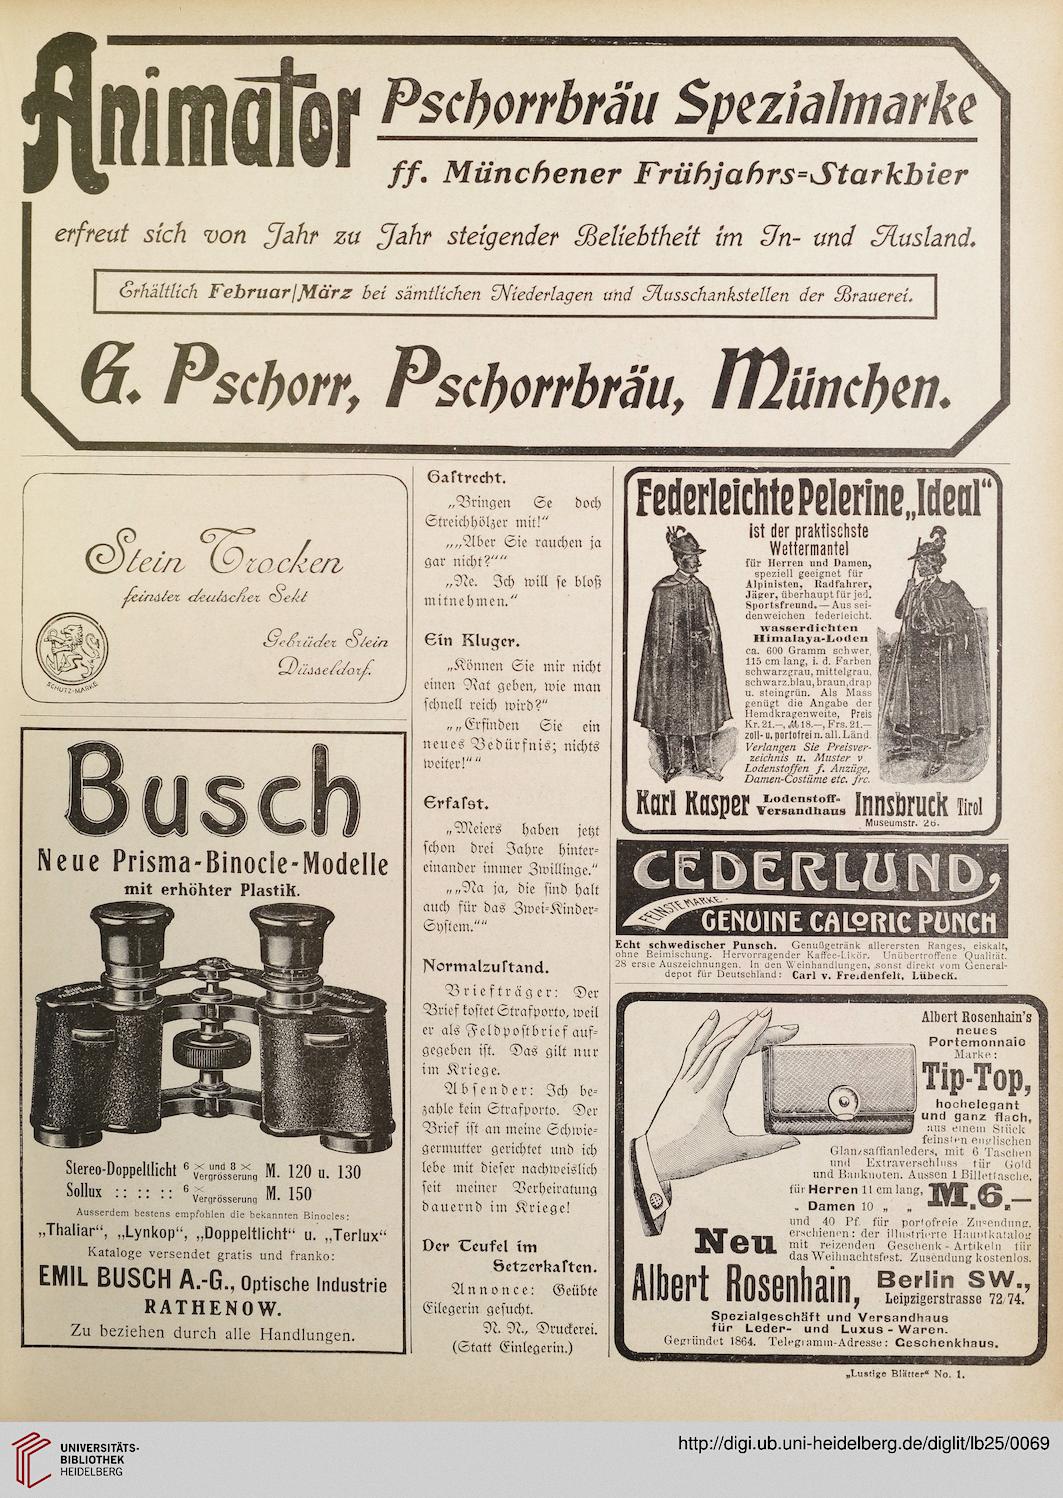 Animator
Pschorrbräu Spezialmarke
ff. Münchener Frühjahrs=Starkbier
erfreut sich von Jahr zu Jahr steigender Beliebtheit im In- und Ausland.
Erhältlich Februar/März bei sämtlichen Niederlagen und Ausschankstellen der Brauerei.
G. Pschorr, Pschorrbräu, München.
Stein Trocken
feinster deutscher Sekt
Gebrüder Stein
Düsseldorf.
SCHUTZ-MARKE
Busch
Neue Prisma-Binocle-Modelle
mit erhöhter Plastik.
Stereo-Doppeltlicht 6 × und 8 × Vergrösserung M. 120 u. 130
Sollux :: :: :: 6 × Vergrösserung M. 150
Ausserdem bestens empfohlen die bekannten Binocles:
„Thaliar“, „Lynkop“, „Doppeltlicht“ u. „Terlux“
Kataloge versendet gratis und franko:
EMIL BUSCH A.-G., Optische Industrie
RATHENOW.
Zu beziehen durch alle Handlungen.
Gastrecht.
„Bringen Se doch
Streichhölzer mit!“
„„Aber Sie rauchen ja
gar nicht?““
„Ne. Ich will se bloß
mitnehmen.“
Ein Kluger.
„Können Sie mir nicht
einen Rat geben, wie man
schnell reich wird?“
„„Erfinden Sie ein
neues Bedürfnis; nichts
weiter!““
Erfaßt.
„Meiers haben jetzt
schon drei Jahre hinter=
einander immer Zwillinge.“
„„Na ja, die sind halt
auch für das Zwei=Kinder=
System.““
Normalzustand.
Briefträger: Der
Brief kostet Strafporto, weil
er als Feldpostbrief auf=
gegeben ist. Das gilt nur
im Kriege.
Absender: Ich be=
zahle kein Strafporto. Der
Brief ist an meine Schwie=
germutter gerichtet und ich
lebe mit dieser nachweislich
seit meiner Verheiratung
dauernd im Kriege!
Der Teufel im
Setzerkasten.
Annonce: Geübte
Eilegerin gesucht.
N. N., Druckerei.
(Statt Einlegerin.)
Federleichte Pelerine „Ideal“
ist der praktischste
Wettermantel
für Herren und Damen,
speziell geeignet für
Alpinisten, Radfahrer,
Jäger, überhaupt für jed.
Sportsfreund. — Aus sei-
denweichen federleicht.
wasserdichten
Himalaya-Loden
ca. 600 Gramm schwer,
115 cm lang, i. d. Farben
schwarzgrau, mittelgrau,
schwarz.blau, braun, drap
u. steingrün. Als Mass
genügt die Angabe der
Hemdkragenweite, Preis
Kr. 21.—, M. 18.—, Frs. 21.—
zoll- u. portofrei n. all. Länd
Verlangen Sie Preisver-
zeichnis u. Muster v
Lodenstoffen f. Anzüge,
Damen-Costüme etc. frc.
Karl Kasper Lodenstoff-Versandhaus Innsbruck Tirol
Museumstr. 26.
CEDERLUND,
FEINSTE MARKE.
GENUINE CALORIC PUNCH
Echt schwedischer Punsch. Genußgetränk allerersten Ranges, eiskalt,
ohne Beimischung. Hervorragender Kaffee-Likör. Unübertroffene Qualität.
28 erste Auszeichnungen. In den Weinhandlungen, sonst direkt vom General-
depot für Deutschland: Carl v. Freidenfelt, Lübeck.
Albert Rosenhain's
neues
Portemonnaie
Marke:
Tip-Top,
hochelegant
und ganz flach,
aus einem Stück
feinsten englischen
Glanzsaffianleders, mit 6 Taschen
und Extraverschluss für Gold
und Banknoten. Aussen 1 Billettasche,
für Herren 11 cm lang,
„ Damen 10 „ „
M. 6.—
und 40 Pf. für portofreie Zusendung.
Neu
erschienen: der illustrierte Hauptkatalog
mit reizenden Geschenk-Artikeln für
das Weihnachtsfest. Zusendung kostenlos.
Albert Rosenhain,
Berlin SW.,
Leipzigerstrasse 72/74.
Spezialgeschäft und Versandhaus
für Leder- und Luxus-Waren.
Gegründet 1864. Telegramm-Adresse: Geschenkhaus.
„Lustige Blätter“ No. 1.
UNIVERSITÄTS-
BIBLIOTHEK
HEIDELBERG
http://digi.ub.uni-heidelberg.de/diglit/lb25/0069